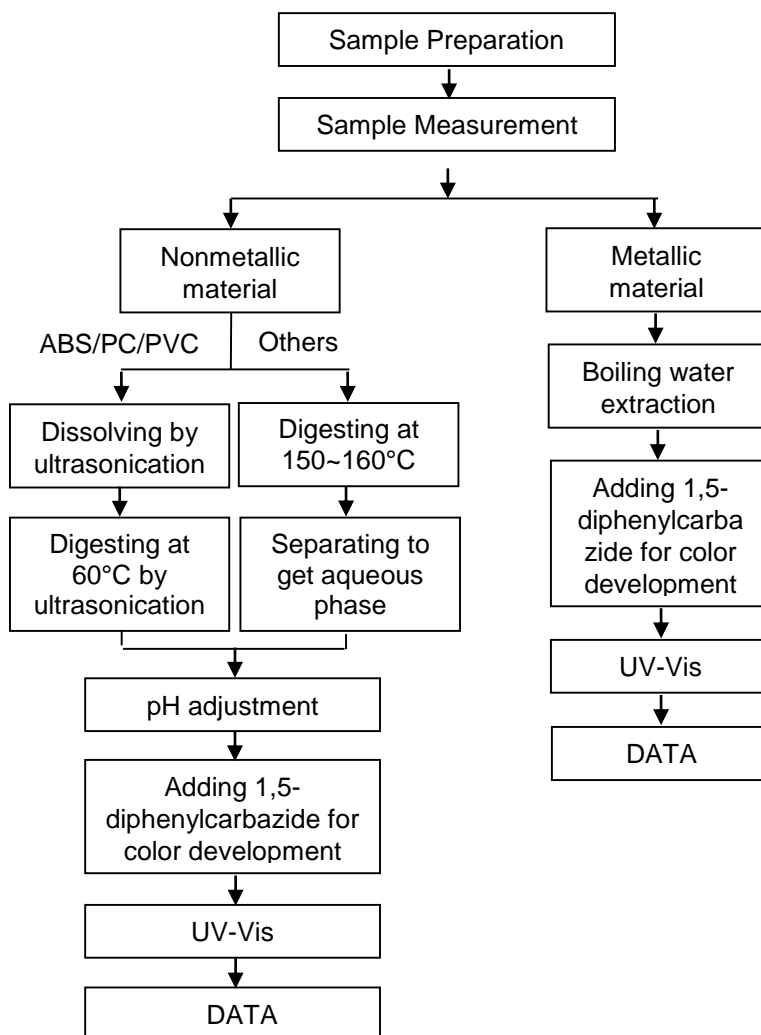 Sample Preparation
Sample Measurement
Nonmetallic
material
Metallic
material
ABS/PC/PVC
Others
Boiling water
extraction
Dissolving by
ultrasonication
Digesting at
150~160°C
Adding 1,5-
diphenylcarba
zide for color
development
Digesting at
60°C by
ultrasonication
Separating to
get aqueous
phase
UV-Vis
pH adjustment
DATA
Adding 1,5-
diphenylcarbazide for
color development
UV-Vis
DATA